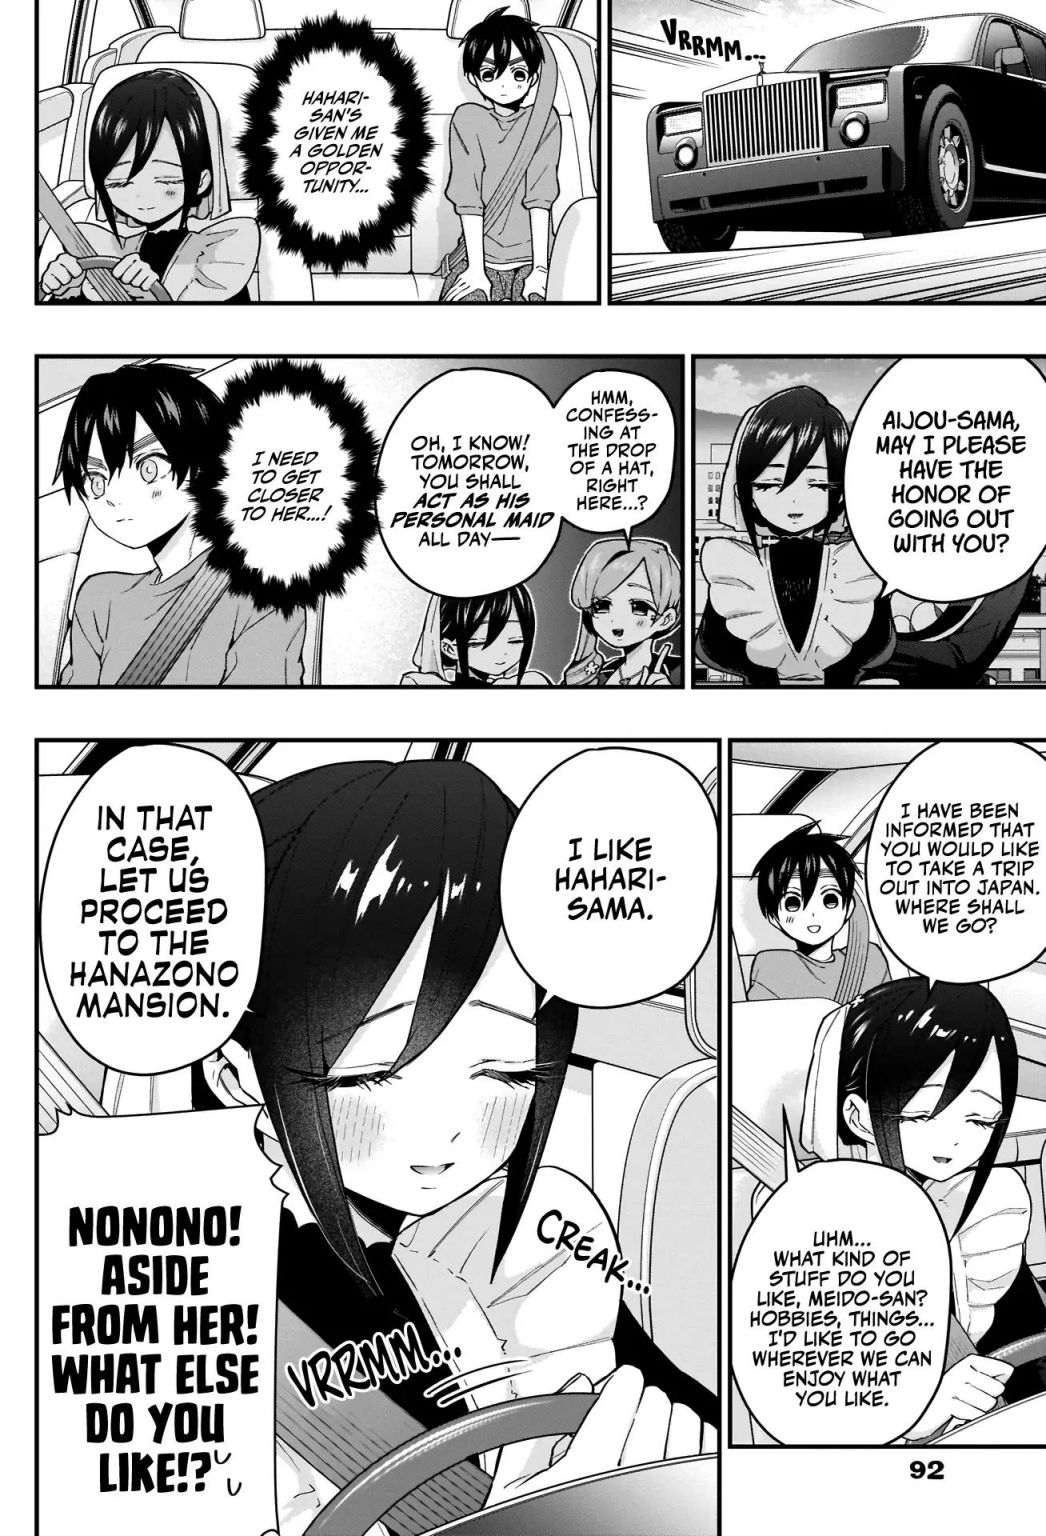 VRRMM...
HAHARI-
SAN'S
GIVEN ME
A GOLDEN
OPPOR-
TUNITY...
AIJOU-SAMA,
MAY I PLEASE
HAVE THE
HONOR OF
GOING OUT
WITH YOU?
HMM,
CONFESS-
ING AT
THE DROP
OF A HAT,
RIGHT
HERE...?
OH, I KNOW!
TOMORROW,
YOU SHALL
ACT AS HIS
PERSONAL MAID
ALL DAY—
I NEED
TO GET
CLOSER
TO HER...!
I HAVE BEEN
INFORMED THAT
YOU WOULD LIKE
TO TAKE A TRIP
OUT INTO JAPAN.
WHERE SHALL
WE GO?
UHM...
WHAT KIND OF
STUFF DO YOU
LIKE, MEIDO-SAN?
HOBBIES, THINGS...
I'D LIKE TO GO
WHEREVER WE CAN
ENJOY WHAT
YOU LIKE.
I LIKE
HAHARI-
SAMA.
IN THAT
CASE,
LET US
PROCEED
TO THE
HANAZONO
MANSION.
CREAK...
VRRMM...
NONONO!
ASIDE
FROM HER!
WHAT ELSE
DO YOU
LIKE!?
92